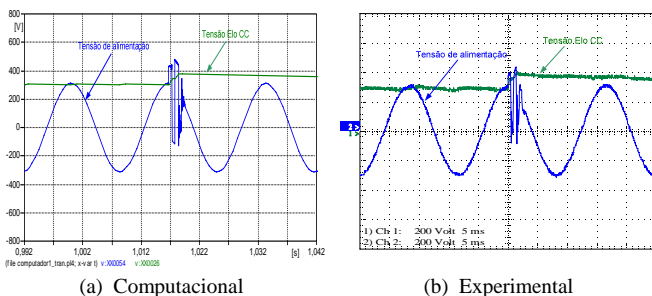 800
[V]
600
400
200
0
-200
-400
-600
-800
Tensão Elo CC
Tensão de alimentação
0,992
1,002
1,012
1,022
1,032
[s]
1,042
(file computador1_tran.pl4; x-var t) v:XX0054 v:XX0026
(a) Computacional
Tensão Elo CC
Tensão de alimentação
1) Ch 1: 200 Volt 5 ms
2) Ch 2: 200 Volt 5 ms
(b) Experimental